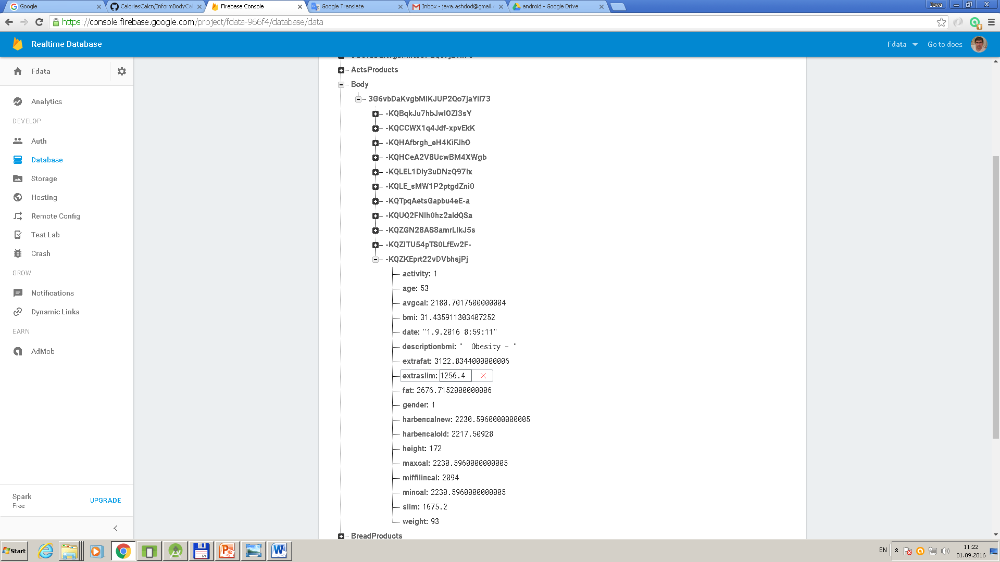 Google
CaloriesCalcn/InformBodyCal
Firebase Console
Google Translate
Inbox - java.ashdod@gmail.
android - Google Drive
Java
https://console.firebase.google.com/project/fdata-966f4/database/data
Realtime Database
Fdata
Go to docs
Fdata
Analytics
DEVELOP
Auth
Database
Storage
Hosting
Remote Config
Test Lab
Crash
GROW
Notifications
Dynamic Links
EARN
AdMob
Spark
Free
UPGRADE
ActsProducts
Body
3G6vbDaKvgbMIKJUP2Qo7jaYIl73
-KQBqkJu7hbJwIOZI3sY
-KQCCWX1q4Jdf-xpvEkK
-KQHAfbrgh_eH4KiFJhO
-KQHCeA2V8UcwBM4XWgb
-KQLEL1Dly3uDNzQ97Ix
-KQLE_sMW1P2ptgdZni0
-KQTpqAetsGapbu4eE-a
-KQUQ2FNIh0hz2aldQSa
-KQZGN28AS8amrLIkJ5s
-KQZITU54pTS0LfEw2F-
-KQZKEprt22vDVbhsjPj
activity: 1
age: 53
avgcal: 2180.7017600000004
bmi: 31.435911303407252
date: "1.9.2016 8:59:11"
descriptionbmi: "  Obesity - "
extrafat: 3122.8344000000006
extraslim: 1256.4
fat: 2676.7152000000006
gender: 1
harbencalnew: 2230.5960000000005
harbencalold: 2217.50928
height: 172
maxcal: 2230.5960000000005
miffilincal: 2094
mincal: 2230.5960000000005
slim: 1675.2
weight: 93
BreadProducts
Start
EN
11:22
01.09.2016